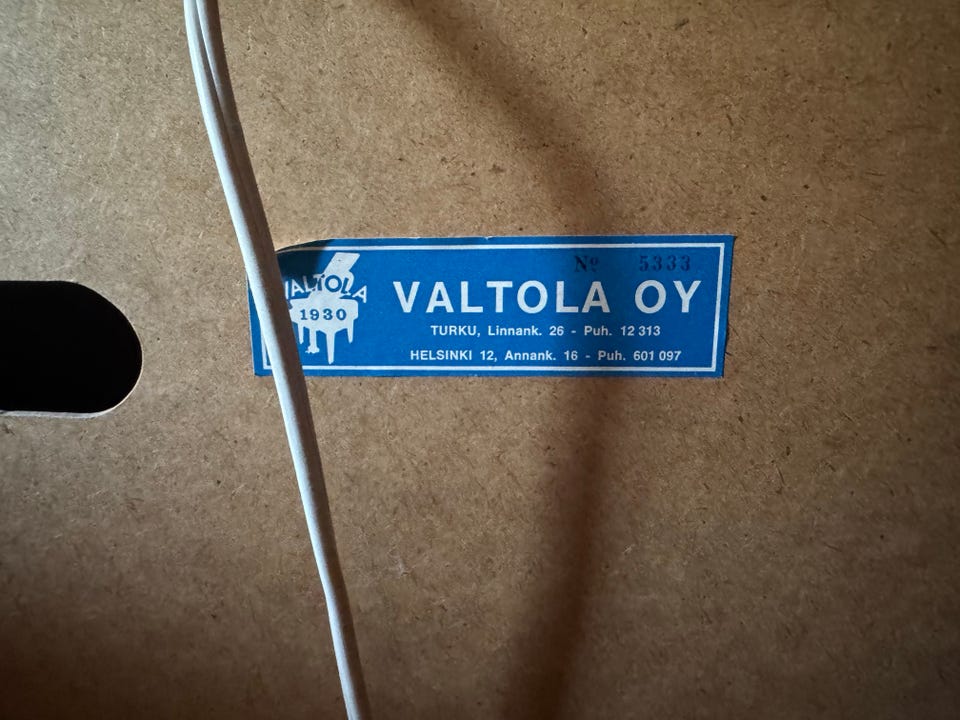 Nº 5333
VALTOLA
1930
VALTOLA OY
TURKU, Linnank. 26 - Puh. 12 313
HELSINKI 12, Annank. 16 - Puh. 601 097